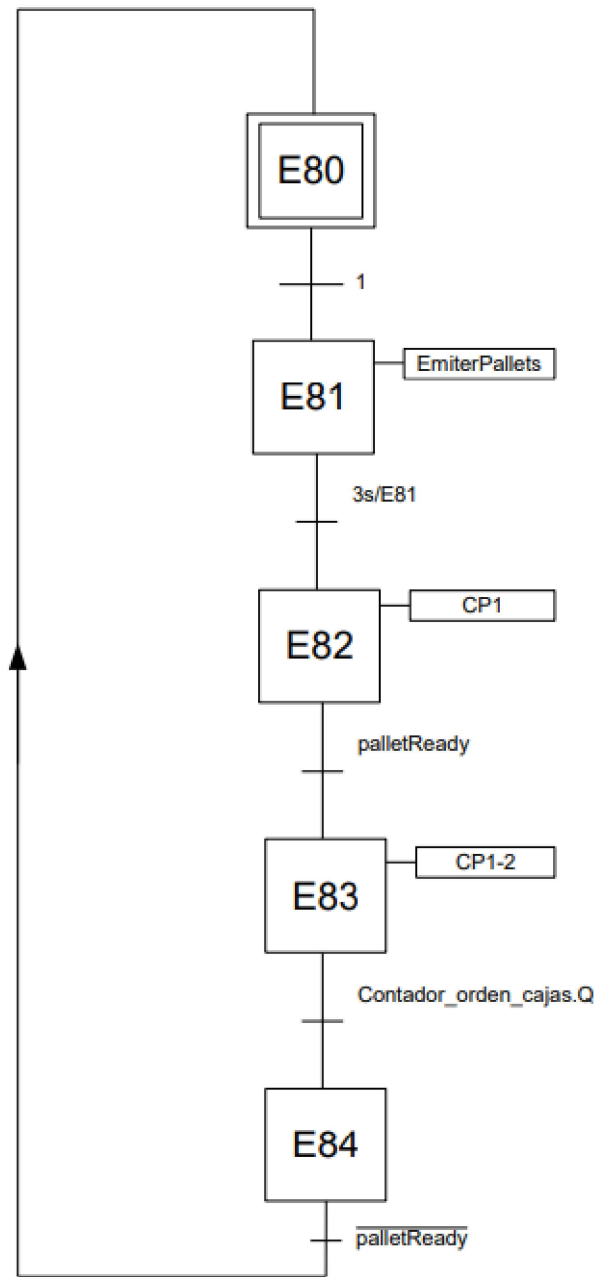 E80
1
E81
EmiterPallets
3s/E81
E82
CP1
palletReady
E83
CP1-2
Contador_orden_cajas.Q
E84
palletReady